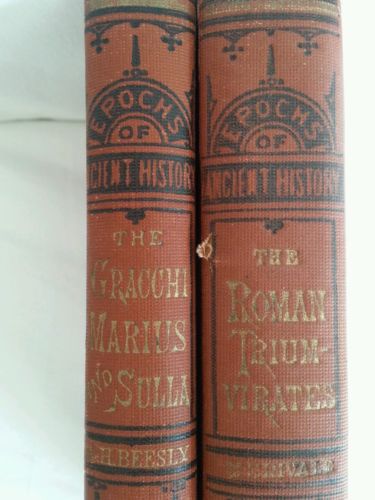 EPOCHS
OF
ANCIENT HISTORY
THE
GRACCHI
MARIUS
AND SULLA
A.H.BEESLY
EPOCHS
OF
ANCIENT HISTORY
THE
ROMAN
TRIUM-
VIRATES